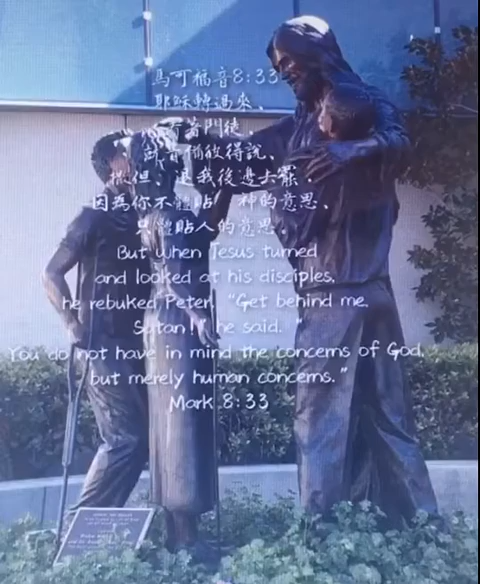 馬可福音8:33
耶穌轉過來、
看著門徒、
就責備彼得說、
撒但、退我後邊去罷．
因為你不體貼 神的意思、
只體貼人的意思．
But when Jesus turned
and looked at his disciples,
he rebuked Peter. "Get behind me,
Satan!" he said. "
You do not have in mind the concerns of God,
but merely human concerns."
Mark 8:33